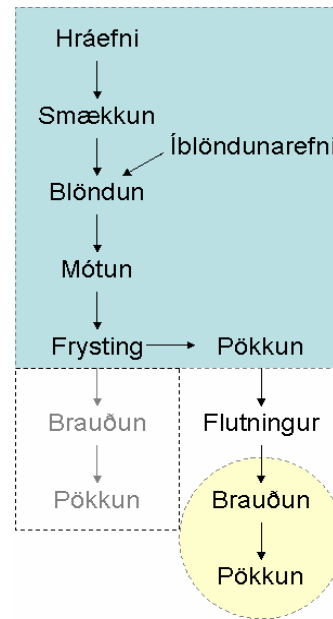 Hráefni
Smækkun
Íblöndunarefni
Blöndun
Mótun
Frysting Pökkun
Brauðun Flutningur
Pökkun Brauðun
Pökkun